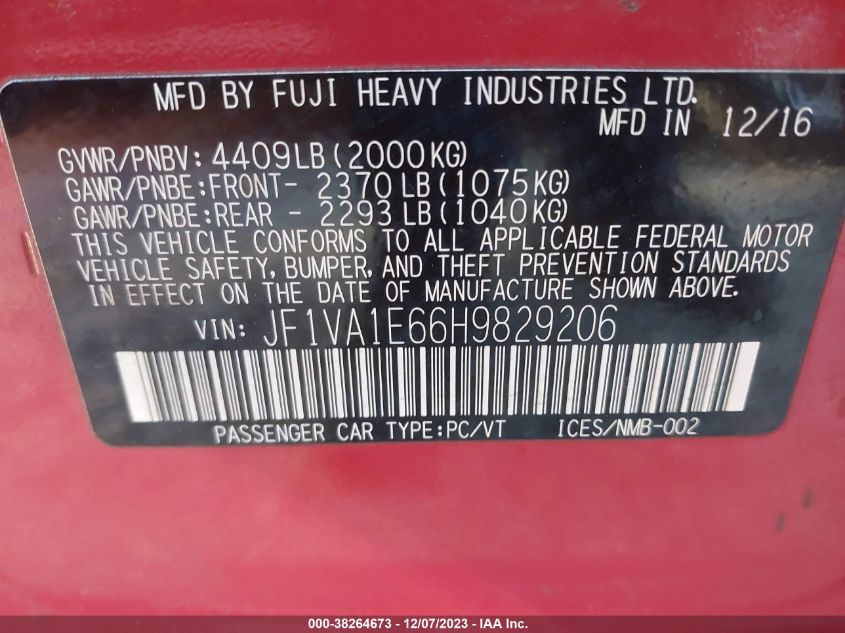 MFD BY FUJI HEAVY INDUSTRIES LTD.
MFD IN 12/16
GVWR/PNBV: 4409LB(2000KG)
GAWR/PNBE:FRONT- 2370LB(1075KG)
GAWR/PNBE:REAR - 2293LB(1040KG)
THIS VEHICLE CONFORMS TO ALL APPLICABLE FEDERAL MOTOR
VEHICLE SAFETY, BUMPER, AND THEFT PREVENTION STANDARDS
IN EFFECT ON THE DATE OF MANUFACTURE SHOWN ABOVE.
VIN: JF1VA1E66H9829206
PASSENGER CAR TYPE:PC/VT ICES/NMB-002
000-38264673 - 12/07/2023 - IAA Inc.